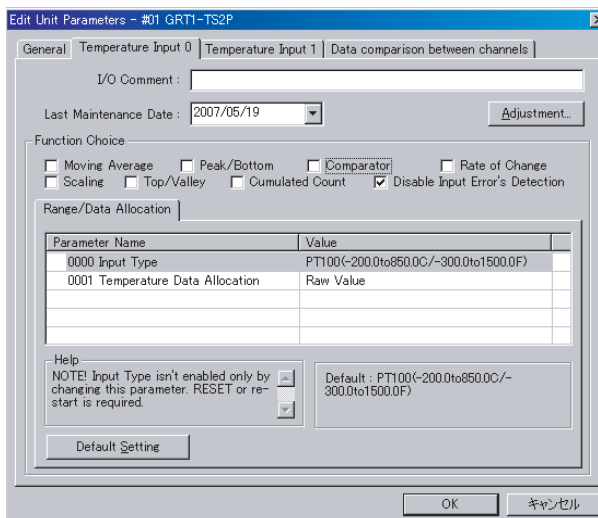 Edit Unit Parameters - #01 GRT1-TS2P
General Temperature Input 0 Temperature Input 1 Data comparison between channels
I/O Comment :
Last Maintenance Date : 2007/05/19 Adjustment...
Function Choice
Moving Average Peak/Bottom Comparator Rate of Change
Scaling Top/Valley Cumulated Count Disable Input Error's Detection
Range/Data Allocation
Parameter Name Value
0000 Input Type PT100(-200.0to850.0C/-300.0to1500.0F)
0001 Temperature Data Allocation Raw Value
Help
NOTE! Input Type isn't enabled only by
changing this parameter. RESET or re-
start is required.
Default : PT100(-200.0to850.0C/-
300.0to1500.0F)
Default Setting
OK キャンセル